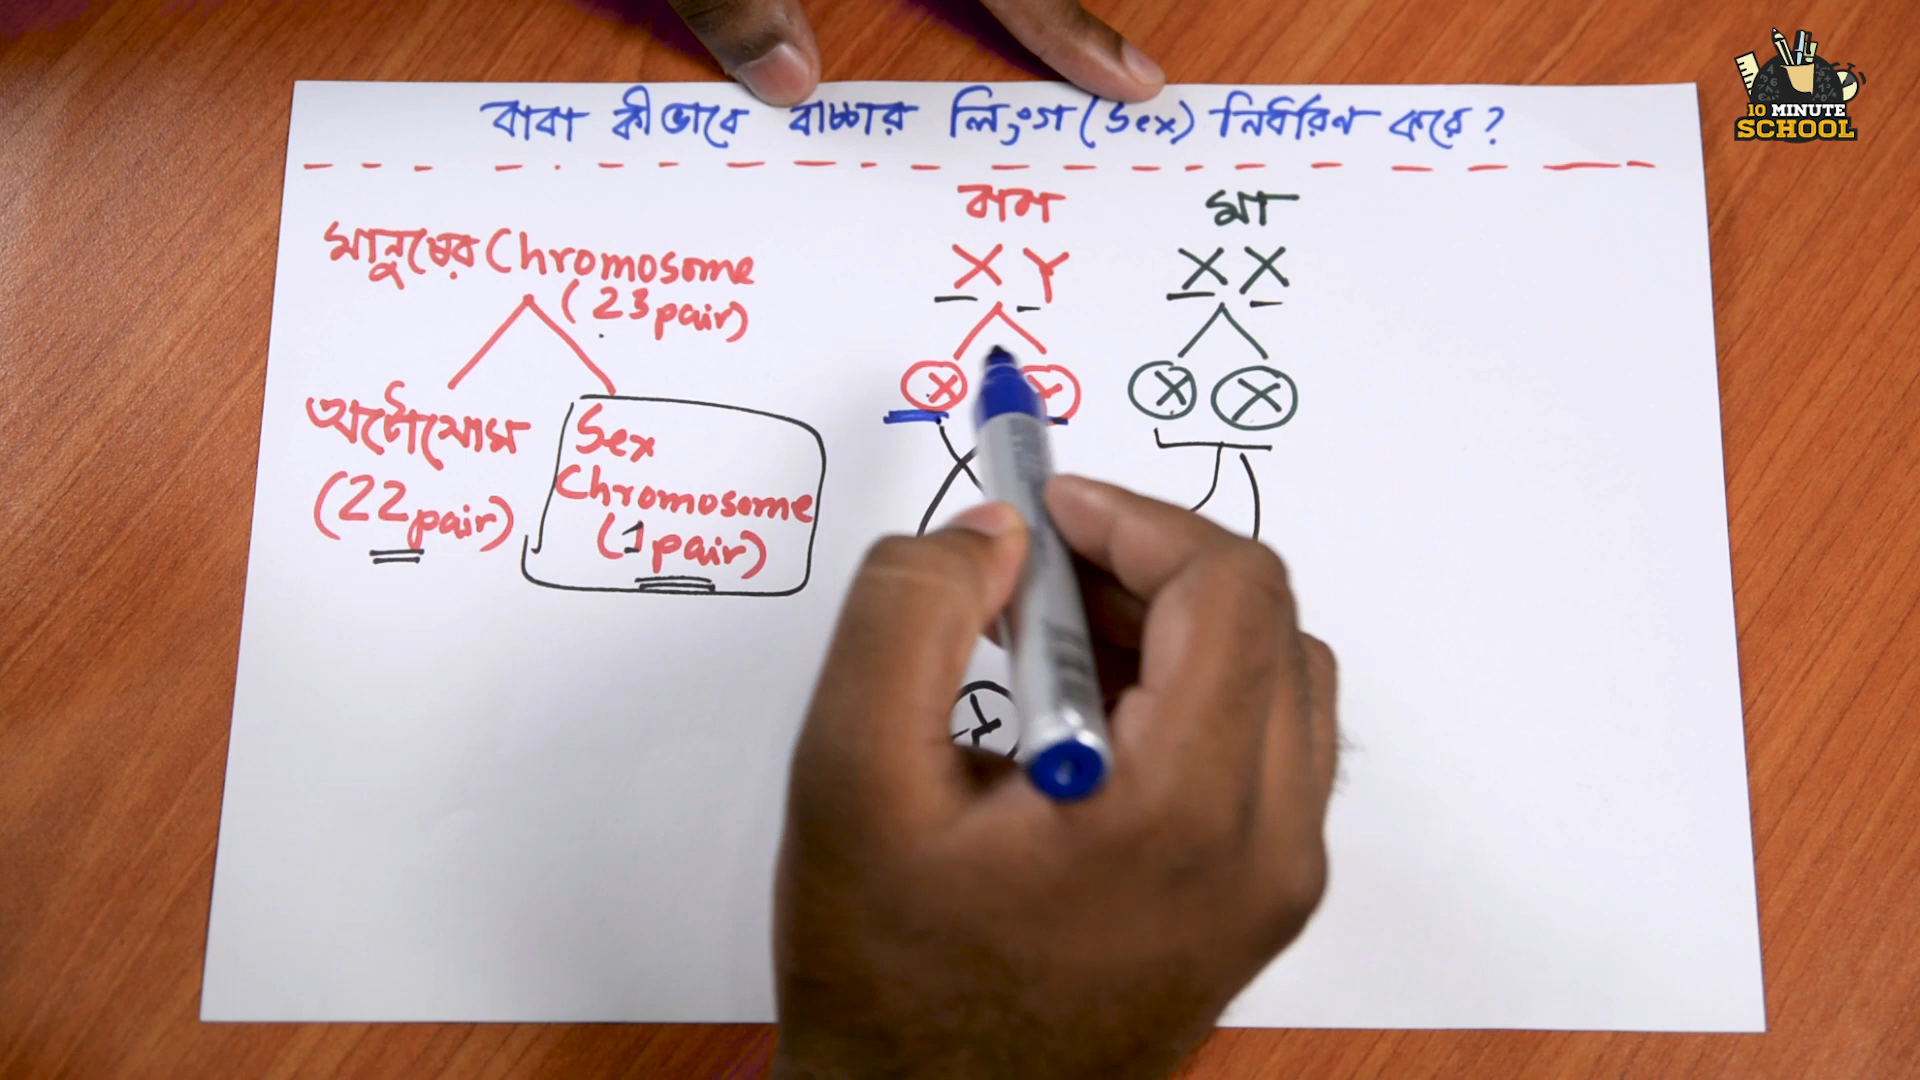 বাবা কীভাবে বাচ্চার লিংগ (Sex) নির্ধারণ করে?
10 MINUTE
SCHOOL
মানুষের Chromosome
(23 pair)
অটোসোম
(22 pair)
Sex
Chromosome
(1 pair)
বাবা
X Y
X
মা
X X
X X